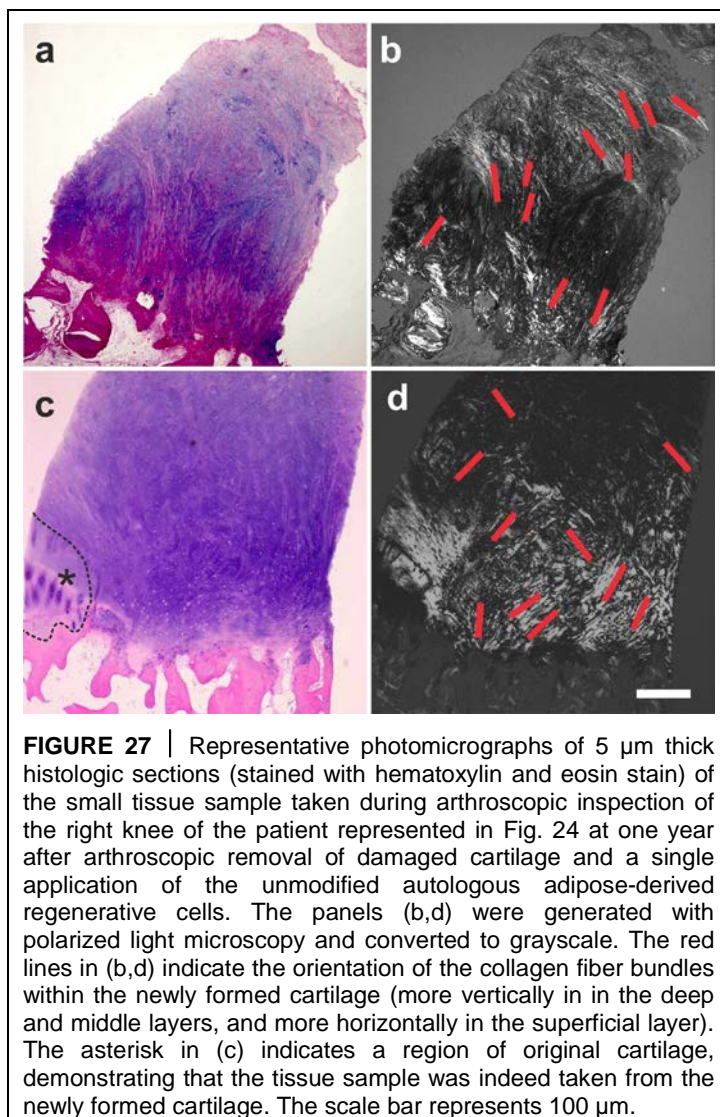 a
b
c
*
d
FIGURE 27 | Representative photomicrographs of 5 µm thick
histologic sections (stained with hematoxylin and eosin stain) of
the small tissue sample taken during arthroscopic inspection of
the right knee of the patient represented in Fig. 24 at one year
after arthroscopic removal of damaged cartilage and a single
application of the unmodified autologous adipose-derived
regenerative cells. The panels (b,d) were generated with
polarized light microscopy and converted to grayscale. The red
lines in (b,d) indicate the orientation of the collagen fiber bundles
within the newly formed cartilage (more vertically in in the deep
and middle layers, and more horizontally in the superficial layer).
The asterisk in (c) indicates a region of original cartilage,
demonstrating that the tissue sample was indeed taken from the
newly formed cartilage. The scale bar represents 100 µm.